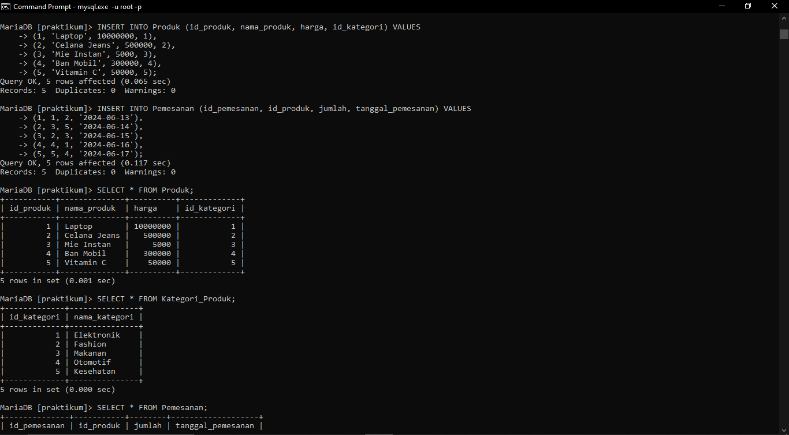 Command Prompt - mysql.exe -u root -p
MariaDB [praktikum]> INSERT INTO Produk (id_produk, nama_produk, harga, id_kategori) VALUES
    -> (1, 'Laptop', 10000000, 1),
    -> (2, 'Celana Jeans', 500000, 2),
    -> (3, 'Mie Instan', 5000, 3),
    -> (4, 'Ban Mobil', 300000, 4),
    -> (5, 'Vitamin C', 50000, 5);
Query OK, 5 rows affected (0.065 sec)
Records: 5  Duplicates: 0  Warnings: 0
MariaDB [praktikum]> INSERT INTO Pemesanan (id_pemesanan, id_produk, jumlah, tanggal_pemesanan) VALUES
    -> (1, 1, 2, '2024-06-13'),
    -> (2, 3, 5, '2024-06-14'),
    -> (3, 2, 3, '2024-06-15'),
    -> (4, 4, 1, '2024-06-16'),
    -> (5, 5, 4, '2024-06-17');
Query OK, 5 rows affected (0.117 sec)
Records: 5  Duplicates: 0  Warnings: 0
MariaDB [praktikum]> SELECT * FROM Produk;
+-----------+--------------+----------+-------------+
| id_produk | nama_produk  | harga    | id_kategori |
+-----------+--------------+----------+-------------+
|         1 | Laptop       | 10000000 |           1 |
|         2 | Celana Jeans |   500000 |           2 |
|         3 | Mie Instan   |     5000 |           3 |
|         4 | Ban Mobil    |   300000 |           4 |
|         5 | Vitamin C    |    50000 |           5 |
+-----------+--------------+----------+-------------+
5 rows in set (0.001 sec)
MariaDB [praktikum]> SELECT * FROM Kategori_Produk;
+-------------+---------------+
| id_kategori | nama_kategori |
+-------------+---------------+
|           1 | Elektronik    |
|           2 | Fashion       |
|           3 | Makanan       |
|           4 | Otomotif      |
|           5 | Kesehatan     |
+-------------+---------------+
5 rows in set (0.000 sec)
MariaDB [praktikum]> SELECT * FROM Pemesanan;
+--------------+-----------+--------+-------------------+
| id_pemesanan | id_produk | jumlah | tanggal_pemesanan |